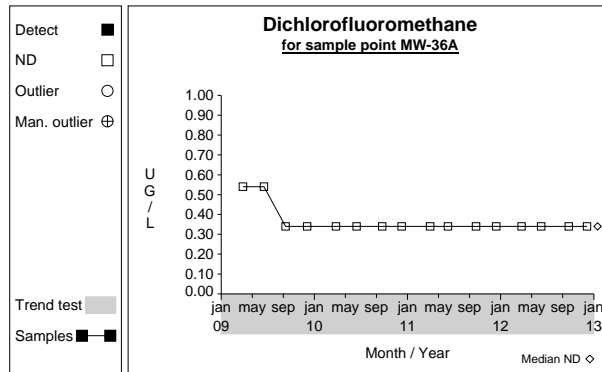 Detect
ND
Outlier
Man. outlier
Trend test
Samples
Dichlorofluoromethane
for sample point MW-36A
U
G
/
L
1.00
0.90
0.80
0.70
0.60
0.50
0.40
0.30
0.20
0.10
0.00
jan may sep jan may sep jan may sep jan may sep jan
09 10 11 12 13
Month / Year
Median ND